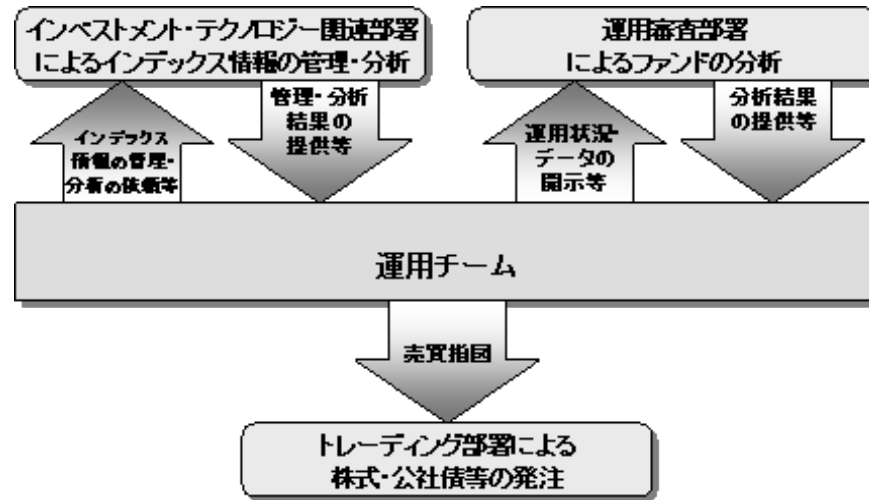 インベストメント・テクノロジー関連部署
によるインデックス情報の管理・分析
運用審査部署
によるファンドの分析
インデックス
情報の管理・
分析の依頼等
管理・分析
結果の
提供等
運用状況・
データの
開示等
分析結果
の提供等
運用チーム
売買指図
トレーディング部署による
株式・公社債等の発注